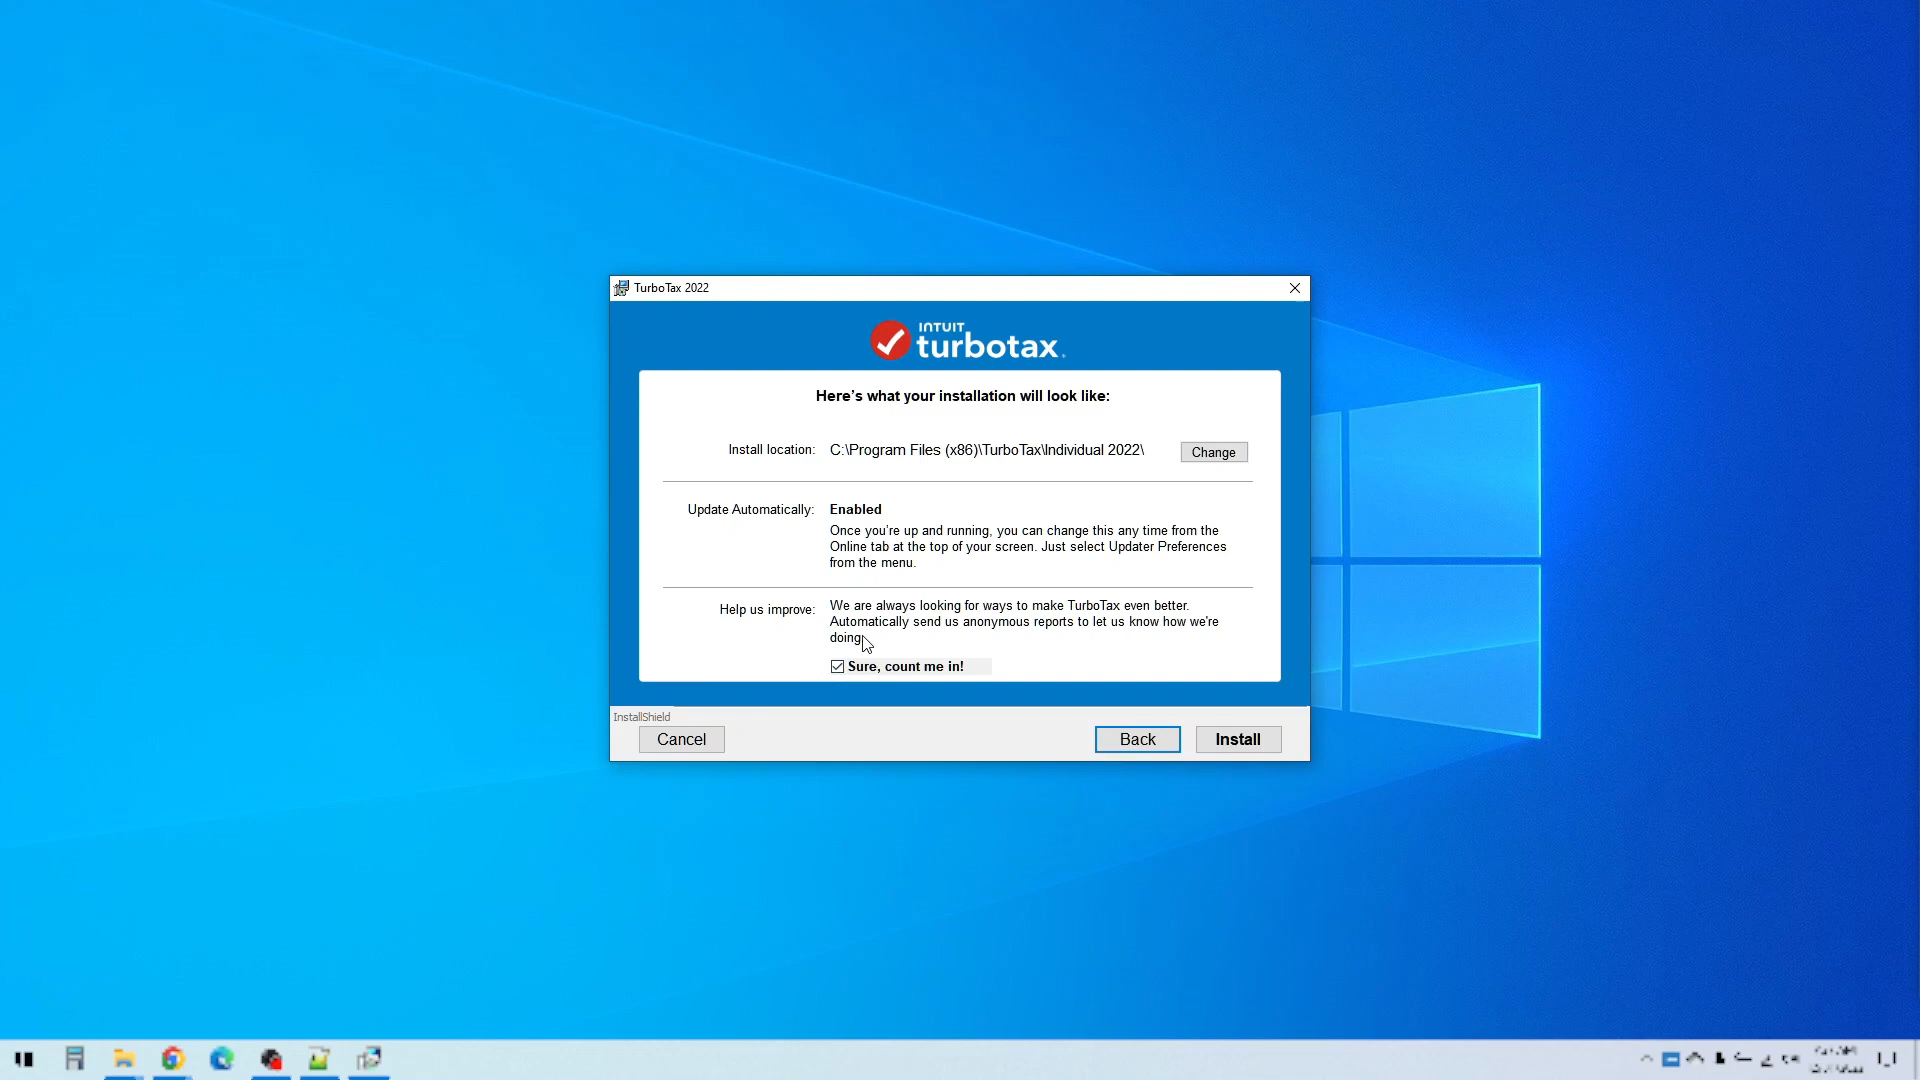 TurboTax 2022
INTUIT
turbotax.
Here's what your installation will look like:
Install location: C:\Program Files (x86)\TurboTax\Individual 2022\ Change
Update Automatically: Enabled
Once you're up and running, you can change this any time from the
Online tab at the top of your screen. Just select Updater Preferences
from the menu.
Help us improve: We are always looking for ways to make TurboTax even better.
Automatically send us anonymous reports to let us know how we're
doing.
Sure, count me in!
InstallShield
Cancel Back Install